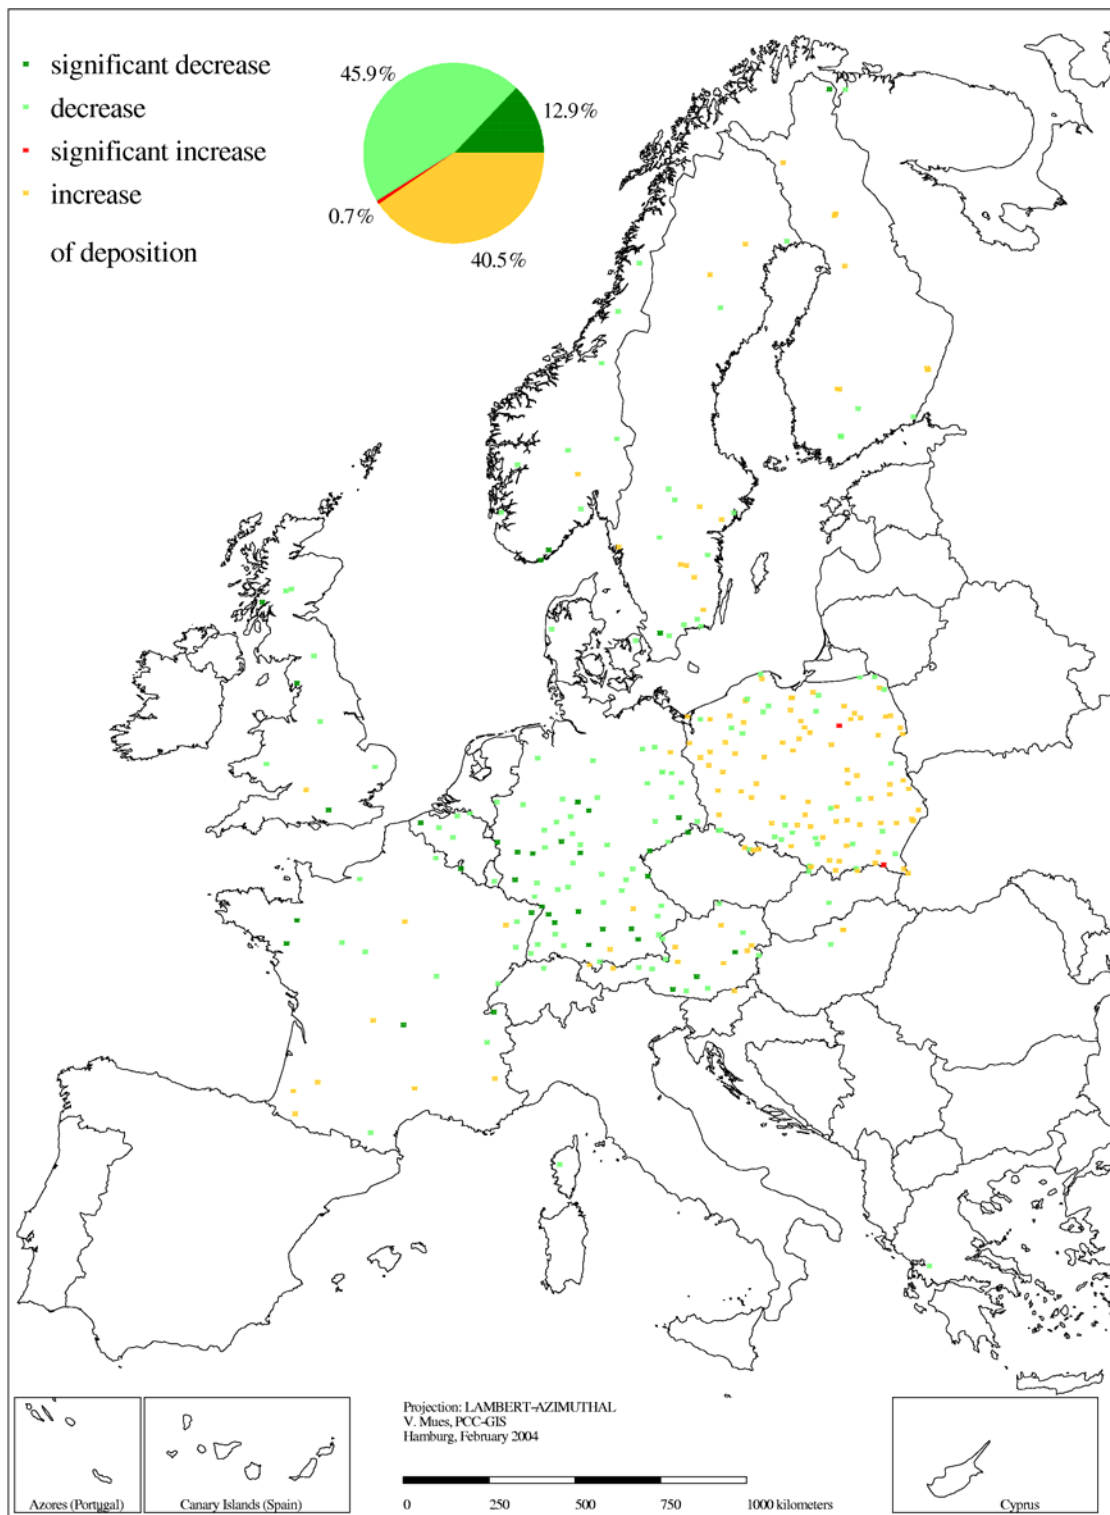 significant decrease
decrease
significant increase
increase
of deposition
45.9%
12.9%
0.7%
40.5%
Projection: LAMBERT-AZIMUTHAL
V. Mues, PCC-GIS
Hamburg, February 2004
0 250 500 750 1000 kilometers
Azores (Portugal)
Canary Islands (Spain)
Cyprus